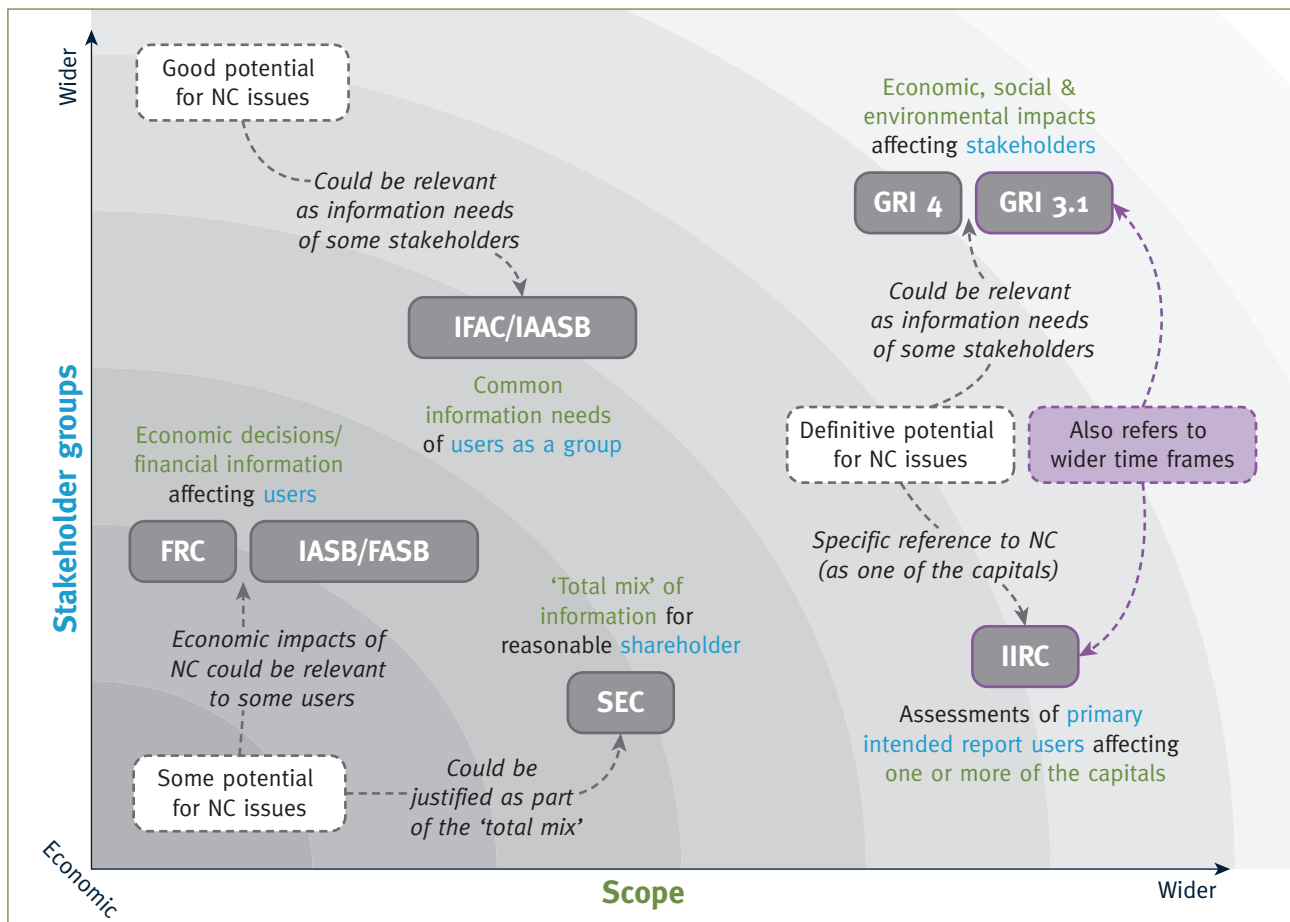 Wider
Stakeholder groups
Economic
Scope
Wider
Good potential
for NC issues
Could be relevant
as information needs
of some stakeholders
IFAC/IAASB
Common
information needs
of users as a group
Economic, social &
environmental impacts
affecting stakeholders
GRI 4
GRI 3.1
Could be relevant
as information needs
of some stakeholders
Definitive potential
for NC issues
Also refers to
wider time frames
Specific reference to NC
(as one of the capitals)
IIRC
Assessments of primary
intended report users affecting
one or more of the capitals
Economic decisions/
financial information
affecting users
FRC
IASB/FASB
Economic impacts of
NC could be relevant
to some users
Some potential
for NC issues
'Total mix' of
information for
reasonable shareholder
SEC
Could be
justified as part
of the ‘total mix’